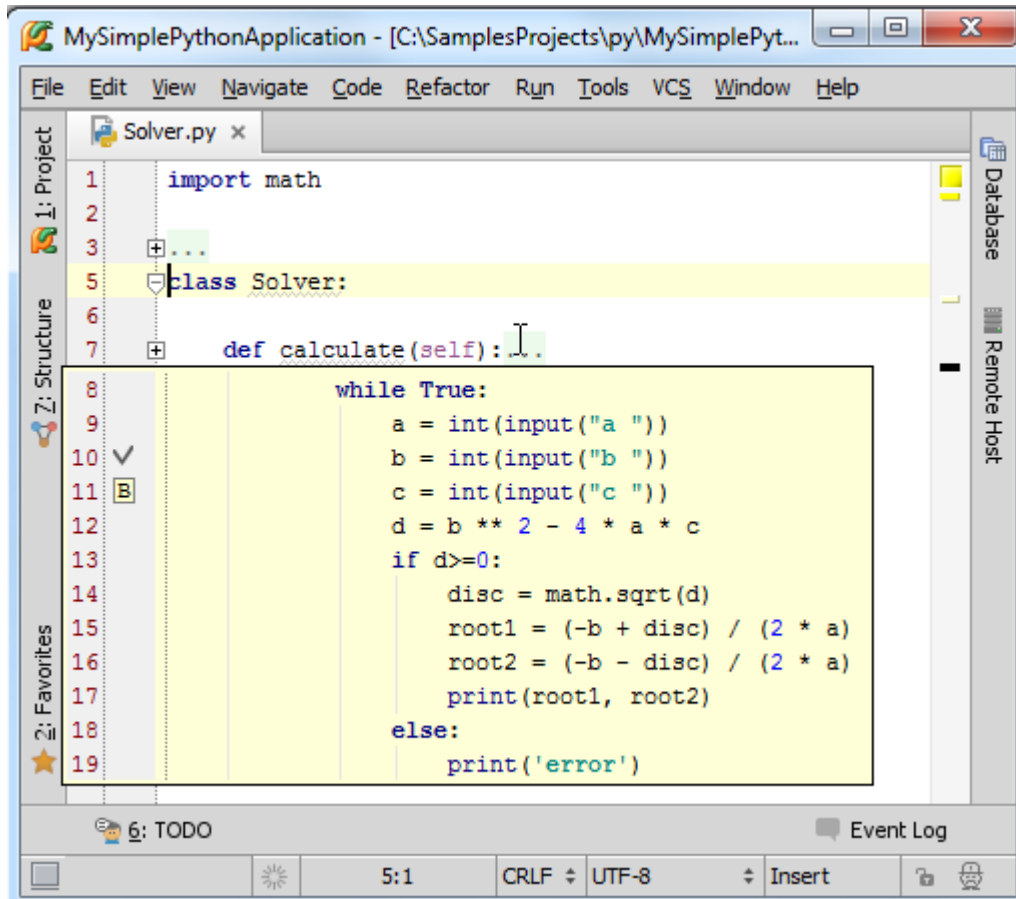 MySimplePythonApplication - [C:\SamplesProjects\py\MySimplePyt...
File Edit View Navigate Code Refactor Run Tools VCS Window Help
Solver.py
1: Project
7: Structure
2: Favorites
1 import math
2
3 ...
5 class Solver:
6
7 def calculate(self):...
8 while True:
9 a = int(input("a "))
10 b = int(input("b "))
11 B c = int(input("c "))
12 d = b ** 2 - 4 * a * c
13 if d>=0:
14 disc = math.sqrt(d)
15 root1 = (-b + disc) / (2 * a)
16 root2 = (-b - disc) / (2 * a)
17 print(root1, root2)
18 else:
19 print('error')
Database
Remote Host
6: TODO Event Log
5:1 CRLF UTF-8 Insert